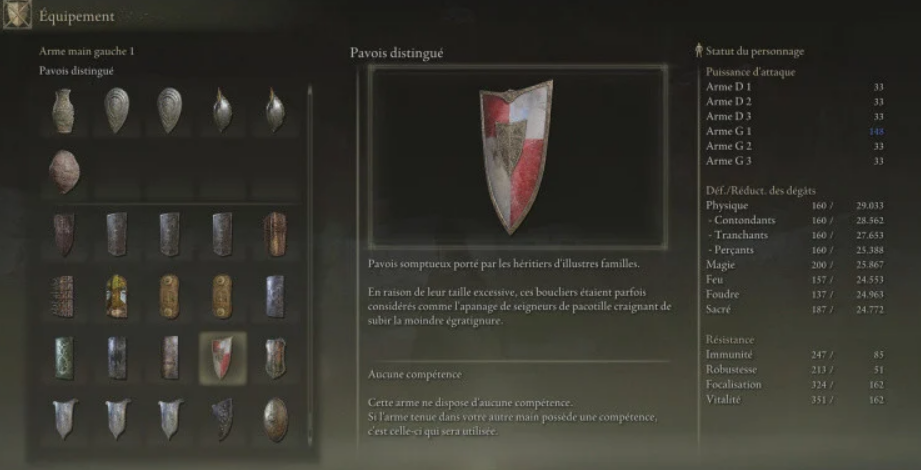 Équipement
Arme main gauche 1
Pavois distingué
Pavois distingué
Pavois somptueux porté par les héritiers d'illustres familles.
En raison de leur taille excessive, ces boucliers étaient parfois
considérés comme l'apanage de seigneurs de pacotille craignant de
subir la moindre égratignure.
Aucune compétence
Cette arme ne dispose d'aucune compétence.
Si l'arme tenue dans votre autre main possède une compétence,
c'est celle-ci qui sera utilisée.
Statut du personnage
Puissance d'attaque
Arme D 1 33
Arme D 2 33
Arme D 3 33
Arme G 1 148
Arme G 2 33
Arme G 3 33
Déf./Réduct. des dégâts
Physique 160 / 29.033
- Contondants 160 / 28.562
- Tranchants 160 / 27.653
- Perçants 160 / 25.388
Magie 200 / 25.867
Feu 157 / 24.553
Foudre 137 / 24.963
Sacré 187 / 24.772
Résistance
Immunité 247 / 85
Robustesse 213 / 51
Focalisation 324 / 162
Vitalité 351 / 162